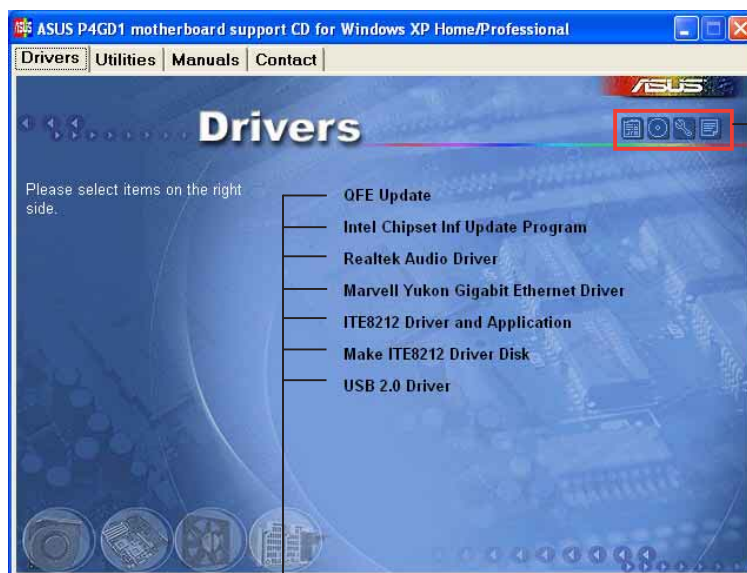 ASUS P4GD1 motherboard support CD for Windows XP Home/Professional
Drivers Utilities Manuals Contact
ASUS
Drivers
Please select items on the right
side.
QFE Update
Intel Chipset Inf Update Program
Realtek Audio Driver
Marvell Yukon Gigabit Ethernet Driver
ITE8212 Driver and Application
Make ITE8212 Driver Disk
USB 2.0 Driver